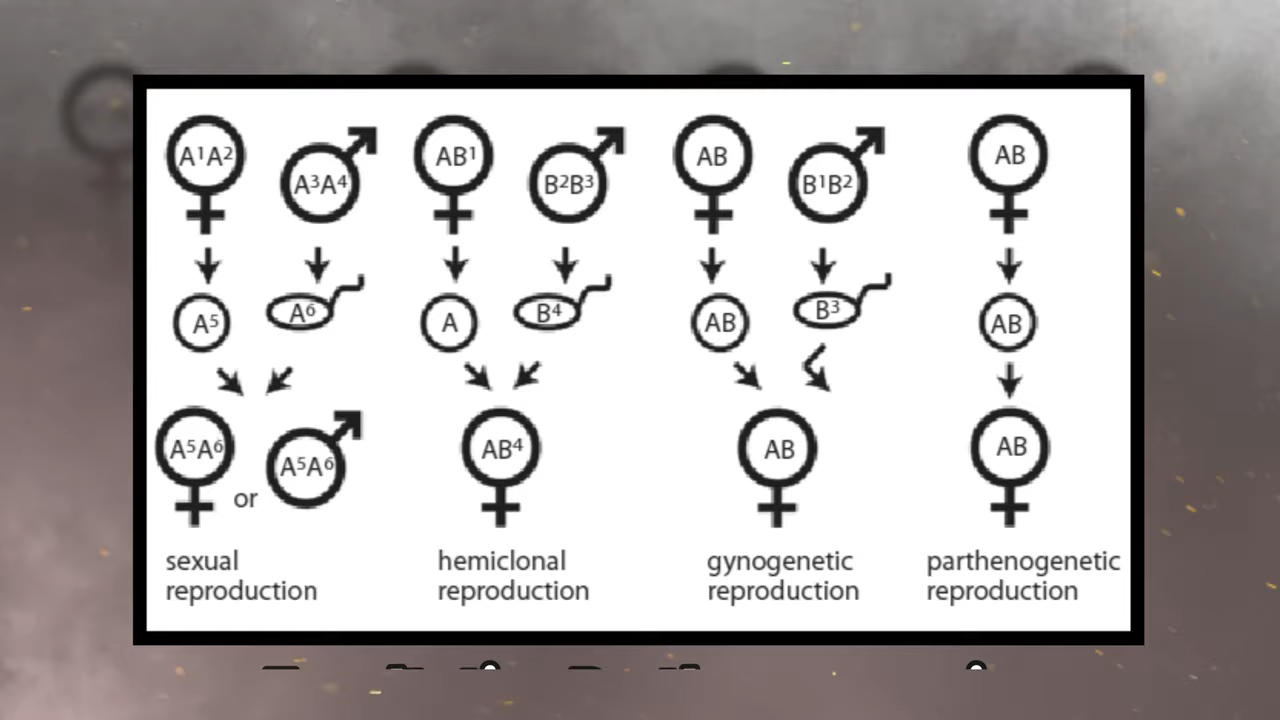 A¹A² A³A⁴ AB¹ B²B³ AB B¹B² AB
A⁵ A⁶ A B⁴ AB B³ AB
A⁵A⁶ or A⁵A⁶ AB⁴ AB AB
sexual reproduction
hemiclonal reproduction
gynogenetic reproduction
parthenogenetic reproduction